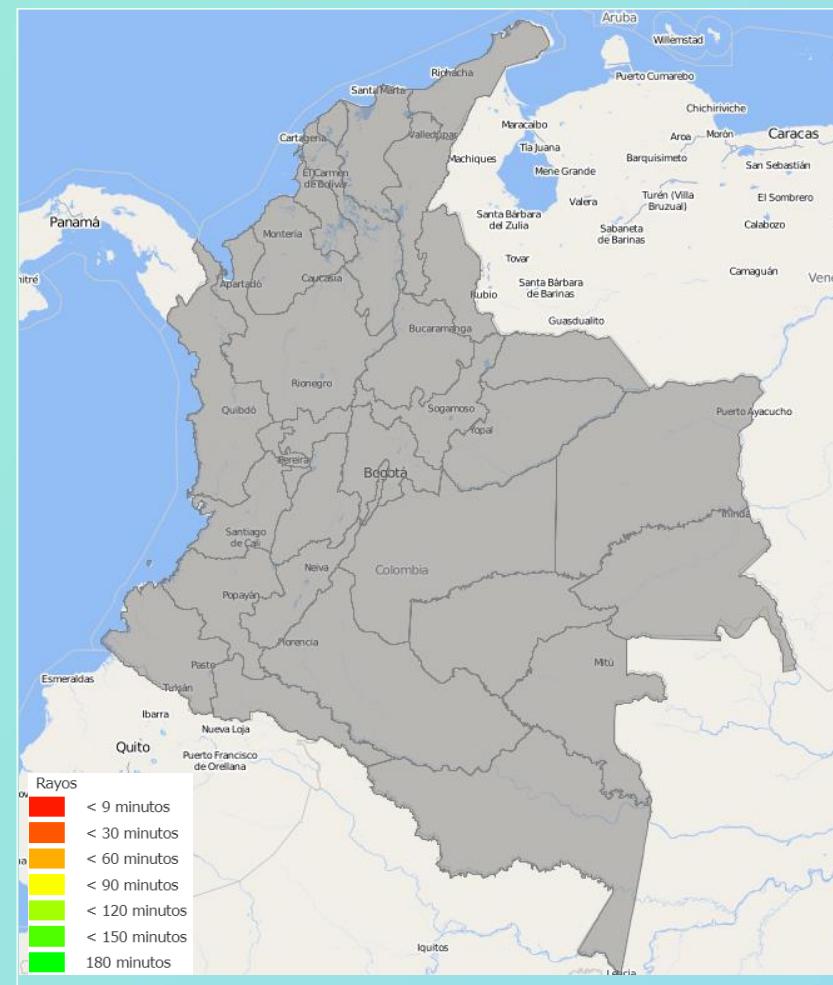 Aruba
Willemstad
Riohacha
Puerto Cumarebo
Santa Marta
Chichiriviche
Cartagena
Valledupar
Maracaibo
Aroa
Morón
Caracas
Tía Juana
Machiques
Barquisimeto
San Sebastián
El Carmen
de Bolívar
Mene Grande
Valera
Turén (Villa
Bruzual)
El Sombrero
Panamá
Santa Bárbara
del Zulia
Sabaneta
de Barinas
Calabozo
Montería
Tovar
Camaguán
Apartadó
Caucasia
Santa Bárbara
de Barinas
Rubio
Guasdualito
Bucaramanga
Rionegro
Quibdó
Sogamoso
Puerto Ayacucho
Yopal
Pereira
Bogotá
Santiago
de Cali
Neiva
Colombia
Popayán
Florencia
Mitú
Pasto
Esmeraldas
Tulcán
Ibarra
Nueva Loja
Quito
Puerto Francisco
de Orellana
Rayos
< 9 minutos
< 30 minutos
< 60 minutos
< 90 minutos
< 120 minutos
< 150 minutos
180 minutos
Iquitos